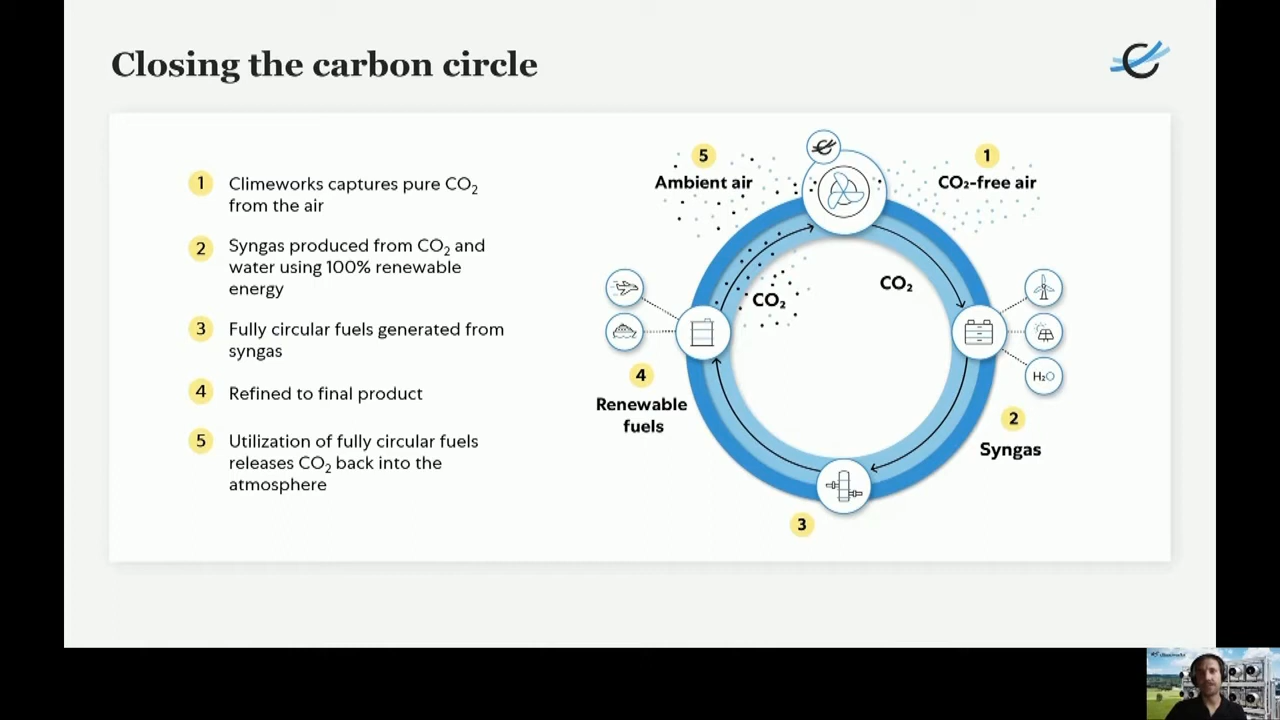 Closing the carbon circle
1
Climeworks captures pure CO₂
from the air
2
Syngas produced from CO₂ and
water using 100% renewable
energy
3
Fully circular fuels generated from
syngas
4
Refined to final product
5
Utilization of fully circular fuels
releases CO₂ back into the
atmosphere
5
Ambient air
1
CO₂-free air
CO₂
CO₂
H₂O
4
Renewable
fuels
2
Syngas
3
climeworks